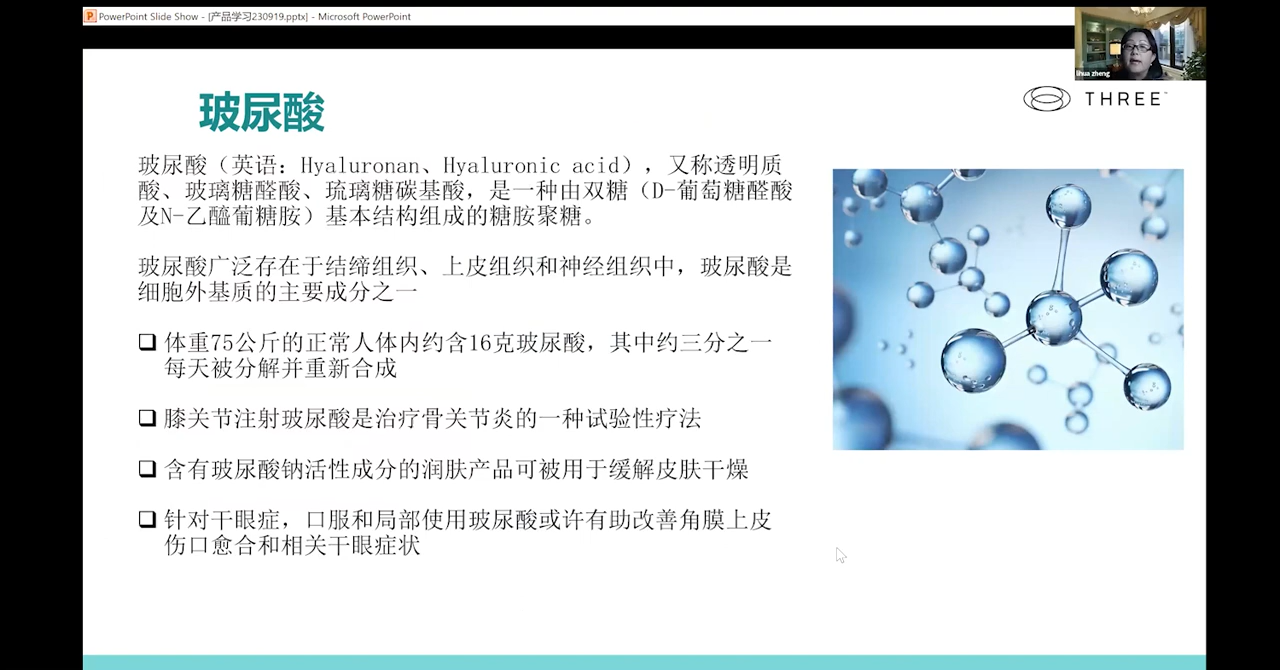 PowerPoint Slide Show - [产品学习230919.pptx] - Microsoft PowerPoint
lihua zheng
THREE
玻尿酸
玻尿酸（英语：Hyaluronan、Hyaluronic acid），又称透明质
酸、玻璃糖醛酸、琉璃糖碳基酸，是一种由双糖（D-葡萄糖醛酸
及N-乙醯葡糖胺）基本结构组成的糖胺聚糖。
玻尿酸广泛存在于结缔组织、上皮组织和神经组织中，玻尿酸是
细胞外基质的主要成分之一
体重75公斤的正常人体内约含16克玻尿酸，其中约三分之一
每天被分解并重新合成
膝关节注射玻尿酸是治疗骨关节炎的一种试验性疗法
含有玻尿酸钠活性成分的润肤产品可被用于缓解皮肤干燥
针对干眼症，口服和局部使用玻尿酸或许有助改善角膜上皮
伤口愈合和相关干眼症状